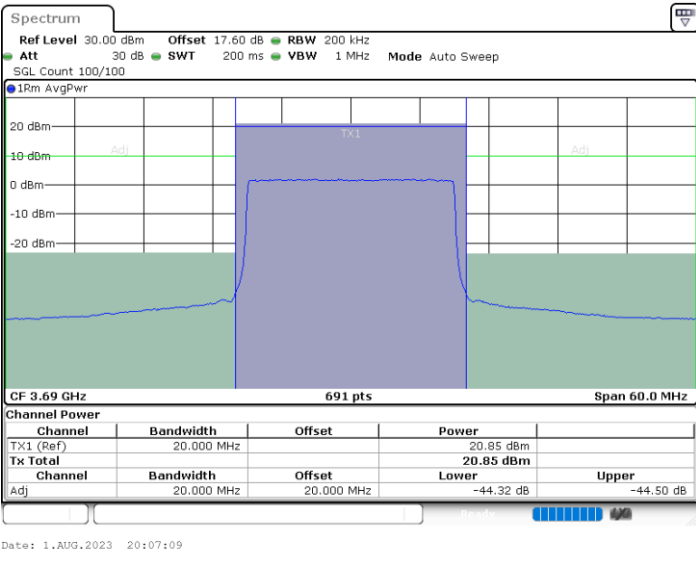 Spectrum
Ref Level 30.00 dBm Offset 17.60 dB RBW 200 kHz
Att 30 dB SWT 200 ms VBW 1 MHz Mode Auto Sweep
SGL Count 100/100
1Rm AvgPwr
20 dBm
TX1
10 dBm Adj Adj
0 dBm
-10 dBm
-20 dBm
CF 3.69 GHz 691 pts Span 60.0 MHz
Channel Power
Channel Bandwidth Offset Power
TX1 (Ref) 20.000 MHz 20.85 dBm
Tx Total 20.85 dBm
Channel Bandwidth Offset Lower Upper
Adj 20.000 MHz 20.000 MHz -44.32 dB -44.50 dB
Ready
Date: 1.AUG.2023 20:07:09